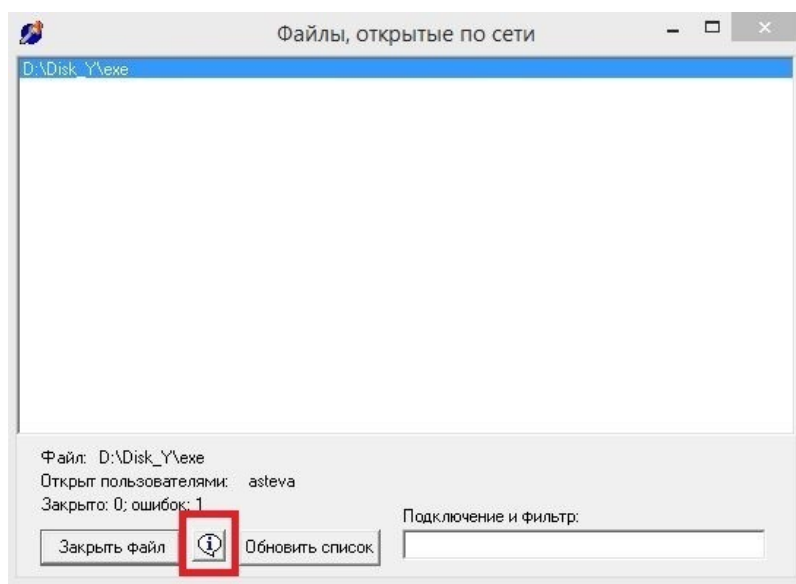 Файлы, открытые по сети
D:\Disk_Y\exe
Файл: D:\Disk_Y\exe
Открыт пользователями: asteva
Закрыто: 0; ошибок: 1
Подключение и фильтр:
Закрыть файл Обновить список